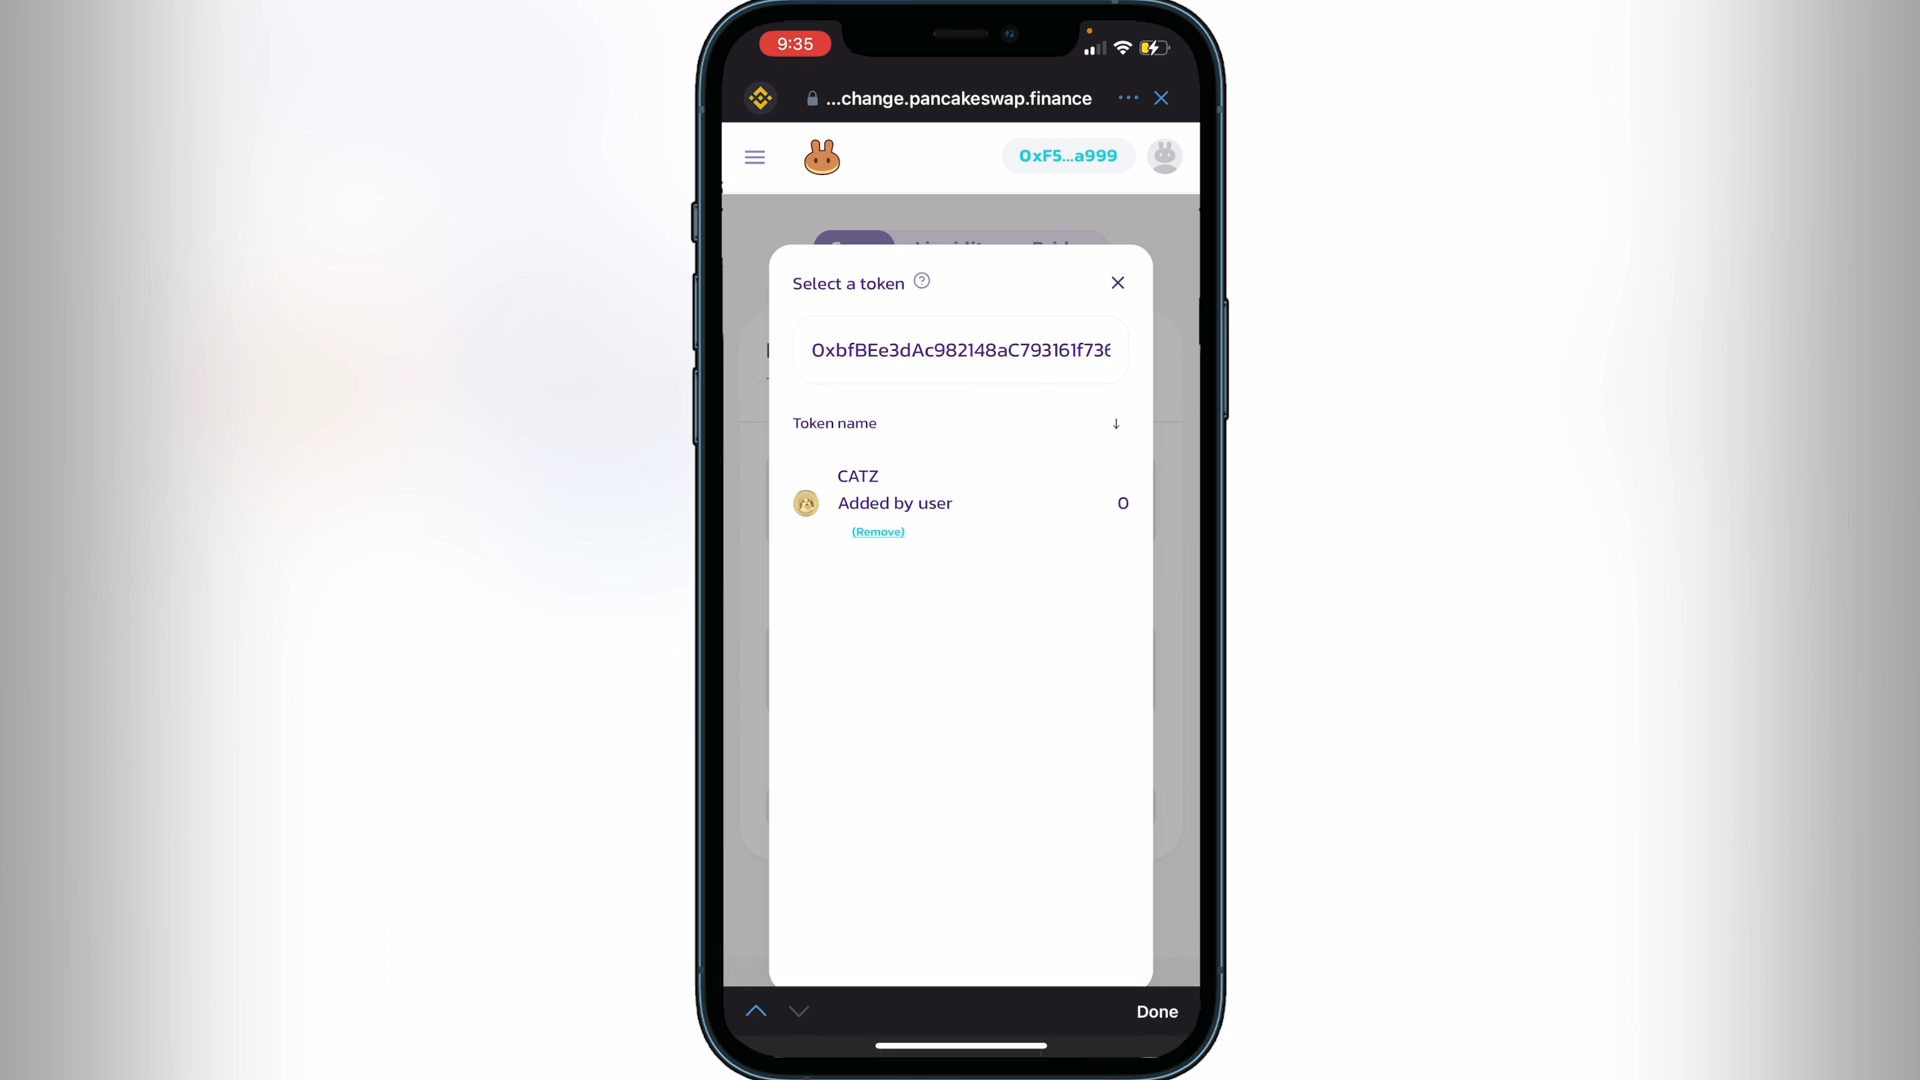 9:35
...change.pancakeswap.finance
0xF5...a999
Select a token
0xbfBEe3dAc982148aC793161f736
Token name
CATZ
Added by user
0
(Remove)
Done